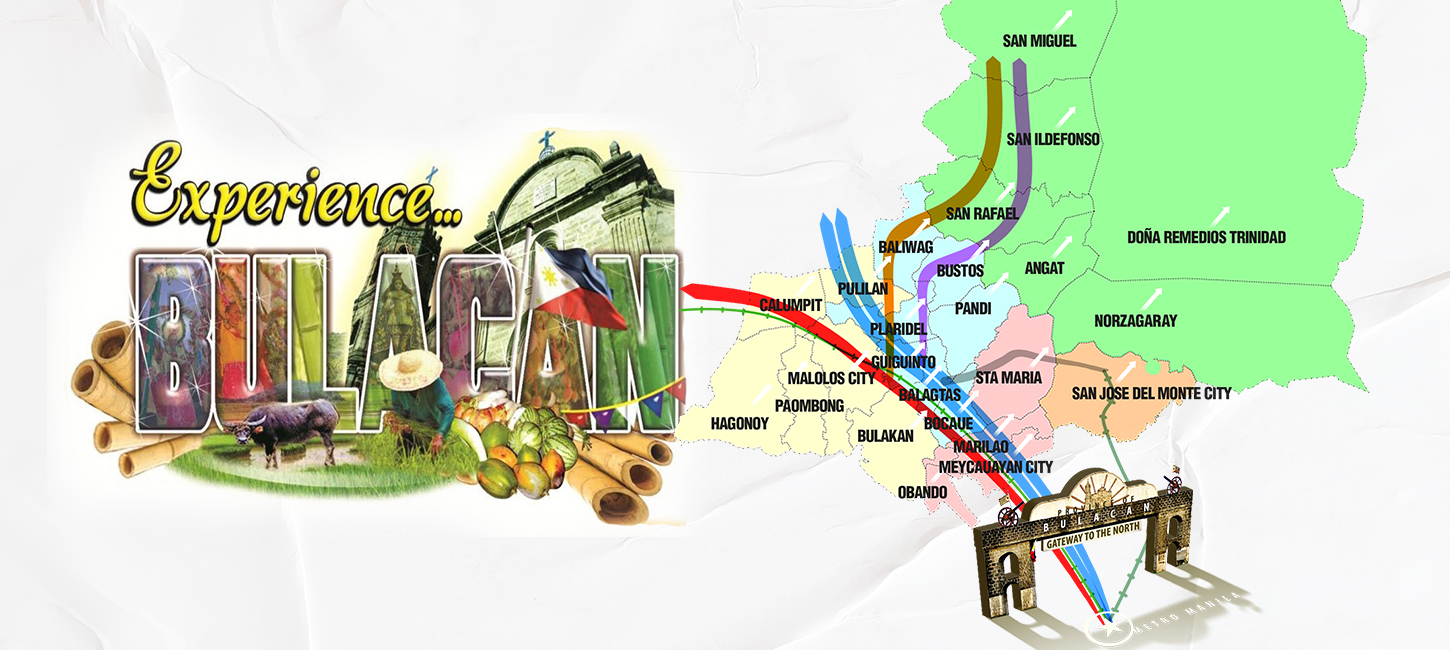 Experience...
BULACAN
SAN MIGUEL
SAN ILDEFONSO
SAN RAFAEL
DOÑA REMEDIOS TRINIDAD
BALIWAG
BUSTOS
ANGAT
PULILAN
CALUMPIT
PANDI
NORZAGARAY
PLARIDEL
GUIGUINTO
MALOLOS CITY
STA MARIA
SAN JOSE DEL MONTE CITY
BALAGTAS
PAOMBONG
HAGONOY
BOCAUE
BULAKAN
MARILAO
MEYCAUAYAN CITY
OBANDO
PROVINCE OF
BULACAN
GATEWAY TO THE NORTH
METRO MANILA